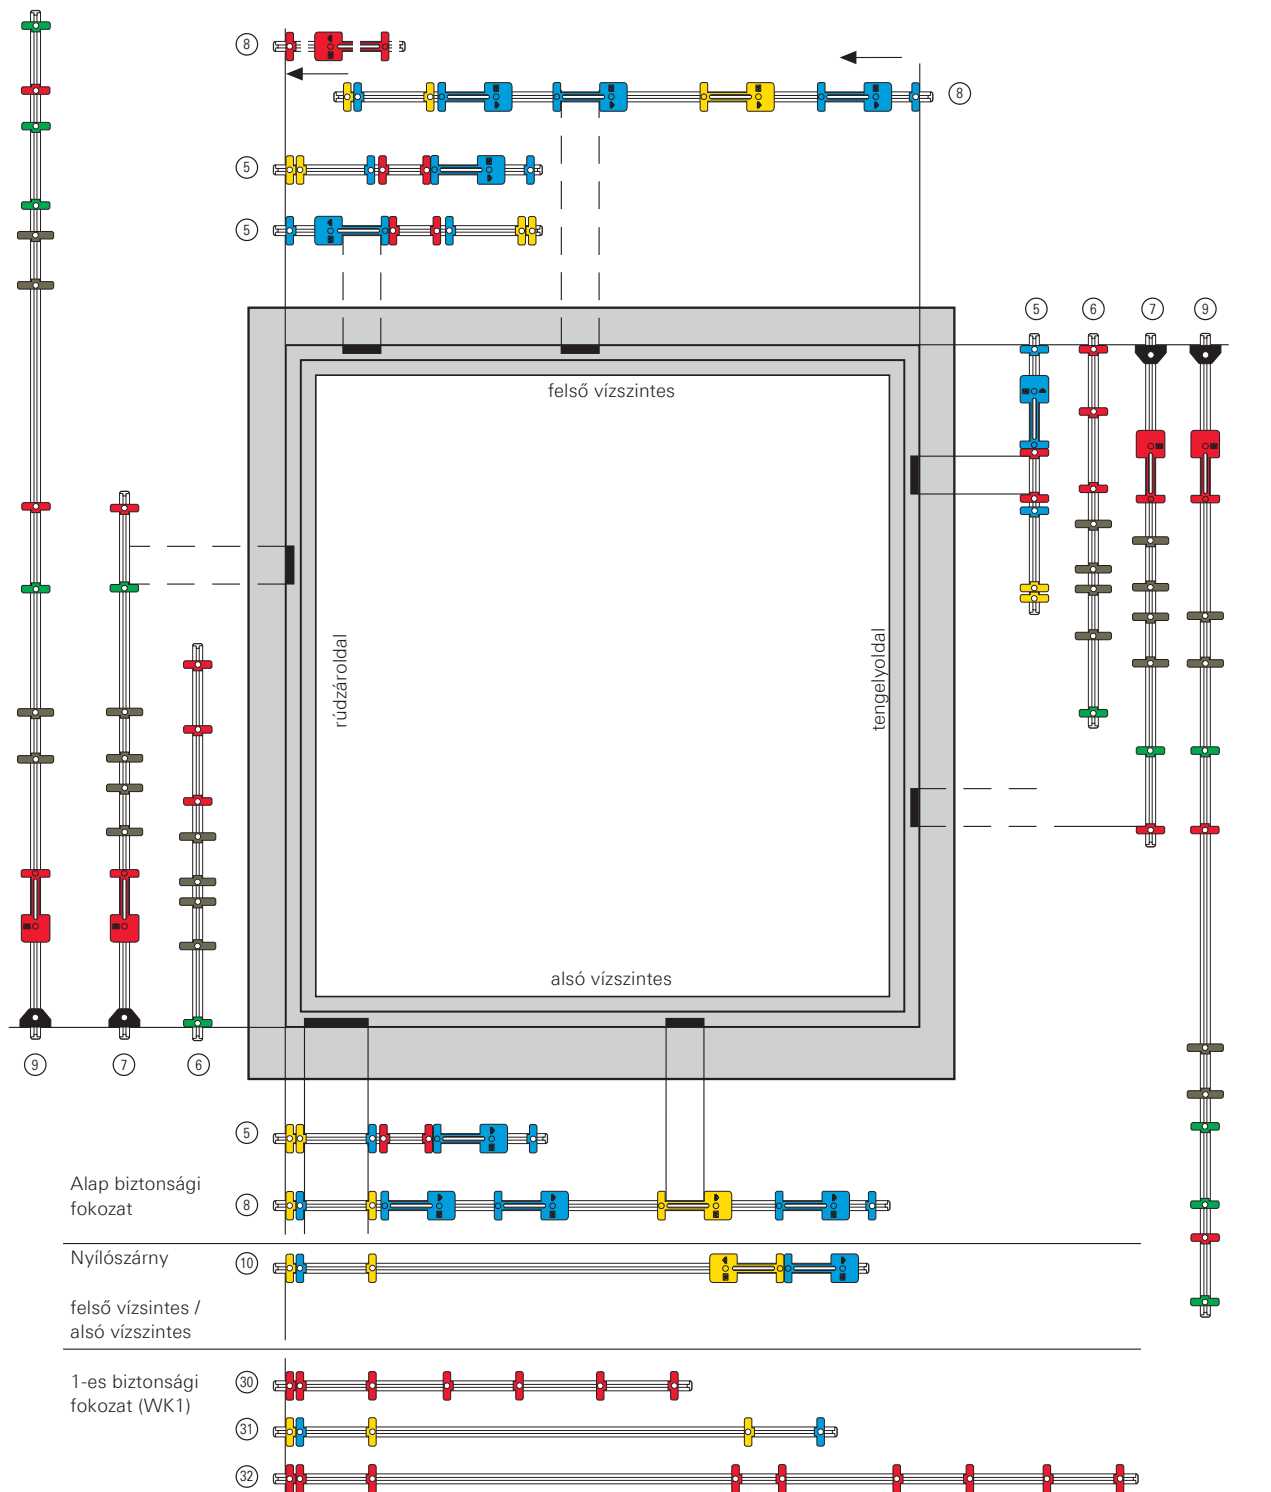 8
8
5
5
5
6
7
9
felső vízszintes
rúdzároldal
tengelyoldal
alsó vízszintes
9
7
6
5
Alap biztonsági
fokozat
8
Nyílószárny
10
felső vízsintes /
alsó vízszintes
1-es biztonsági
fokozat (WK1)
30
31
32